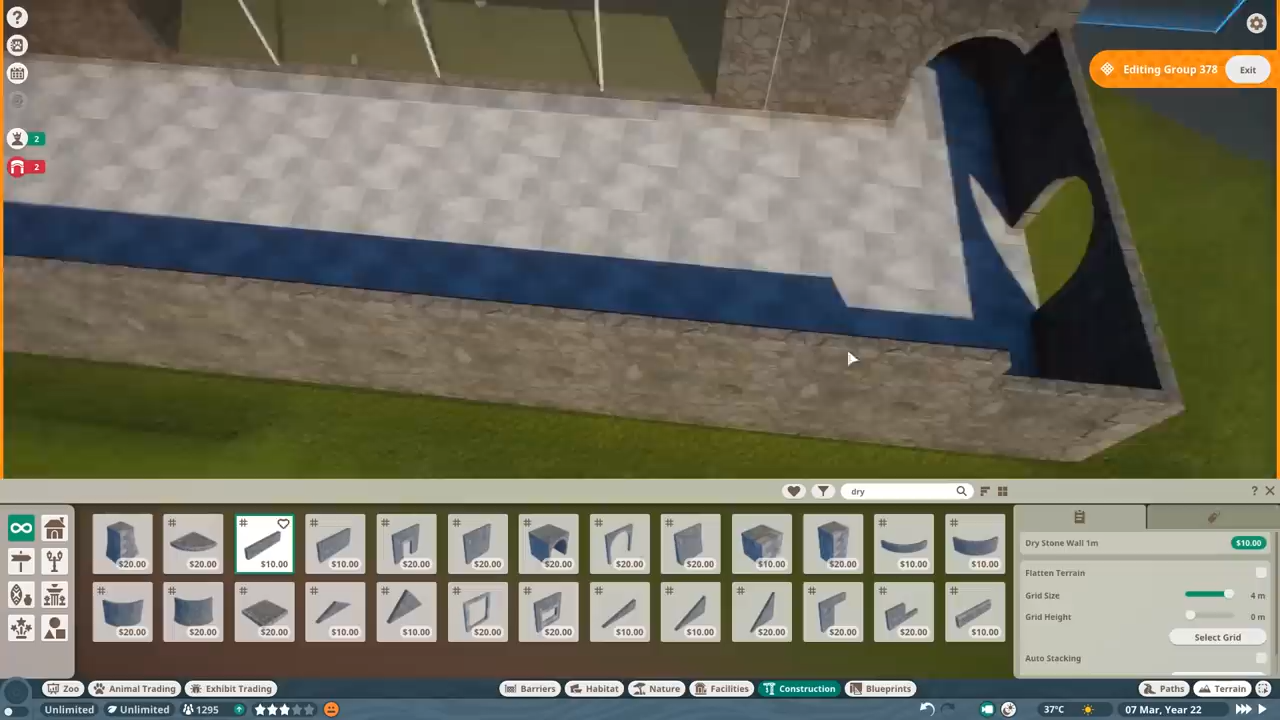 ?
Editing Group 378 Exit
2
2
dry
?
$20.00 $20.00 $10.00 $10.00 $20.00 $20.00 $20.00 $20.00 $20.00 $20.00 $20.00 $10.00 $10.00
$20.00 $20.00 $20.00 $10.00 $10.00 $20.00 $20.00 $10.00 $10.00 $20.00 $20.00 $20.00 $10.00
Dry Stone Wall 1m $10.00
Flatten Terrain
Grid Size 4 m
Grid Height 0 m
Select Grid
Auto Stacking
Zoo Animal Trading Exhibit Trading Barriers Habitat Nature Facilities Construction Blueprints Paths Terrain
Unlimited Unlimited 1295 37°C 07 Mar, Year 22